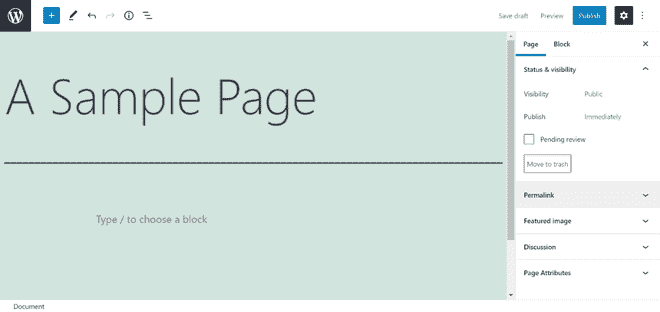 Save draft Preview Publish
A Sample Page
Type / to choose a block
Document
Page Block
Status & visibility
Visibility Public
Publish Immediately
Pending review
Move to trash
Permalink
Featured image
Discussion
Page Attributes